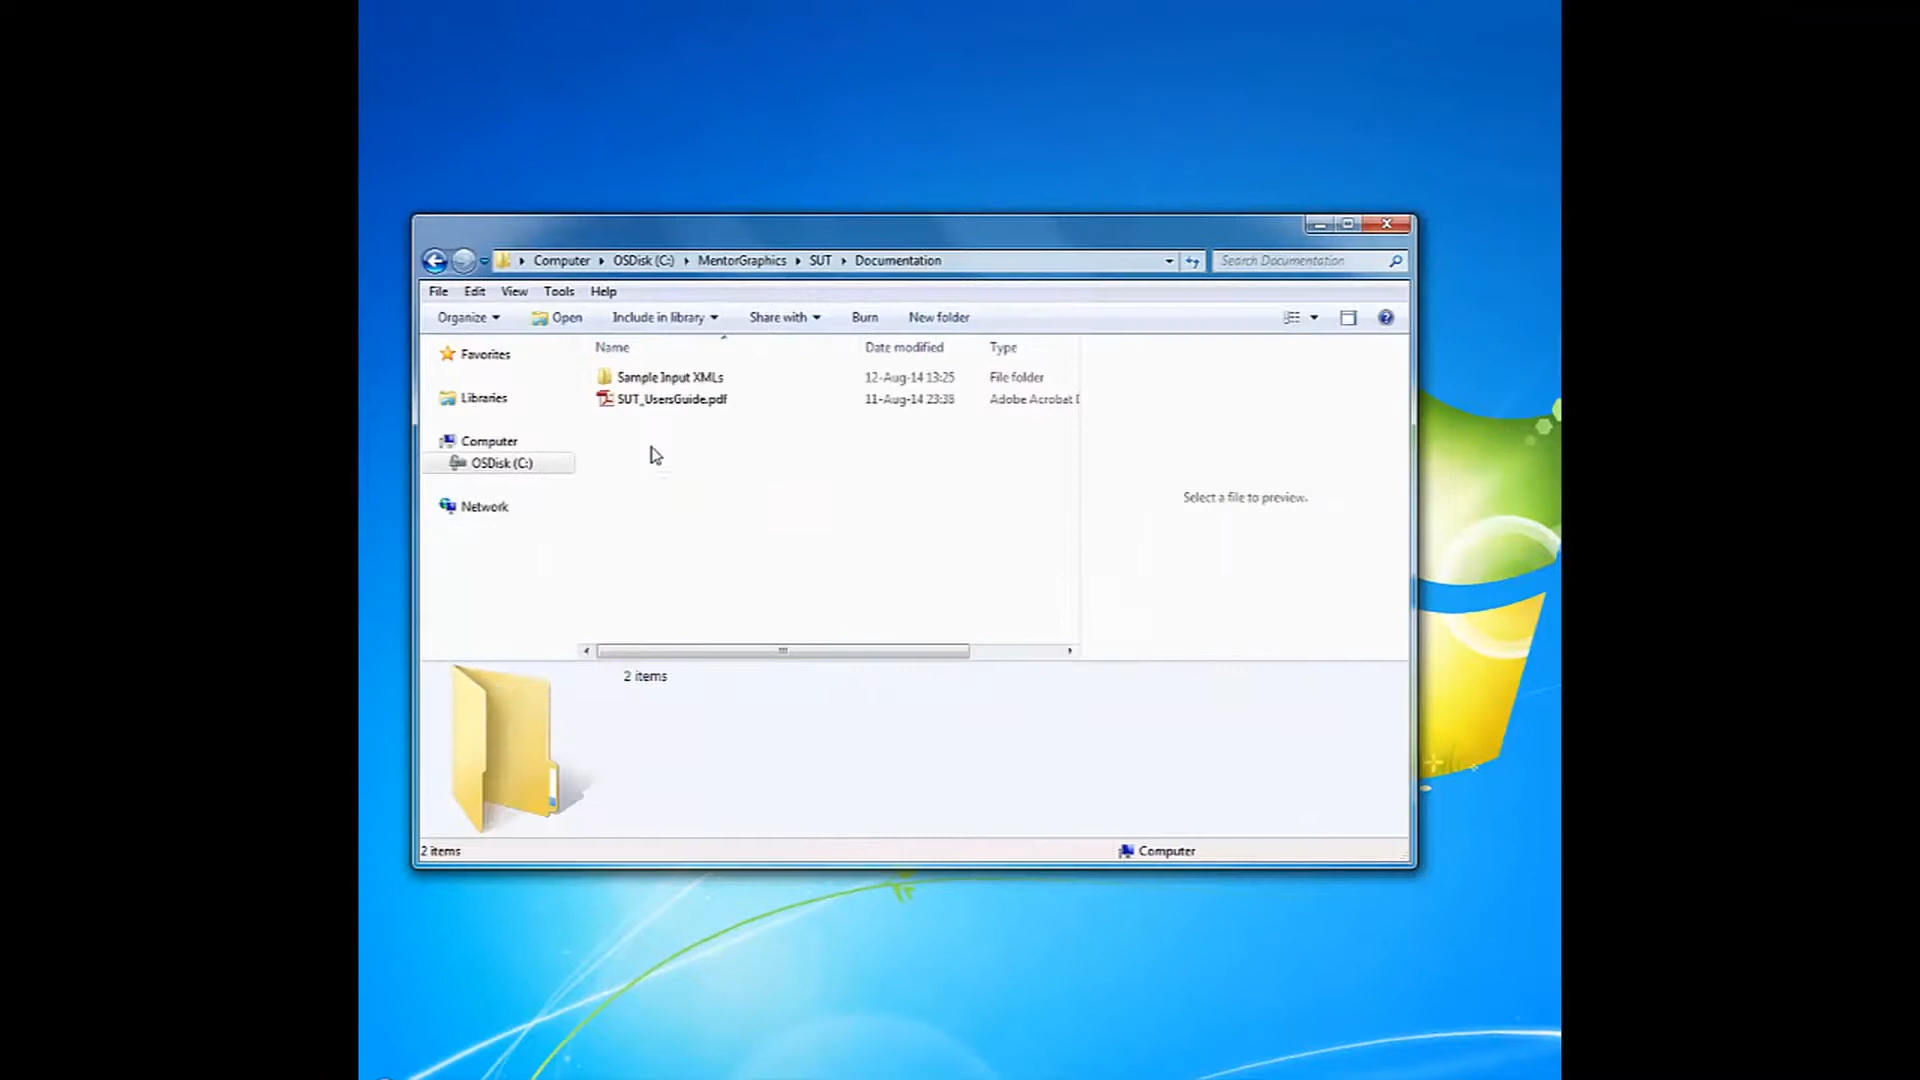 Computer OSDisk (C:) MentorGraphics SUT Documentation Search Documentation
File Edit View Tools Help
Organize Open Include in library Share with Burn New folder
Name Date modified Type
Favorites
Sample Input XMLs 12-Aug-14 13:25 File folder
Libraries
SUT_UsersGuide.pdf 11-Aug-14 23:38 Adobe Acrobat D
Computer
OSDisk (C:)
Network
Select a file to preview.
2 items
2 items Computer